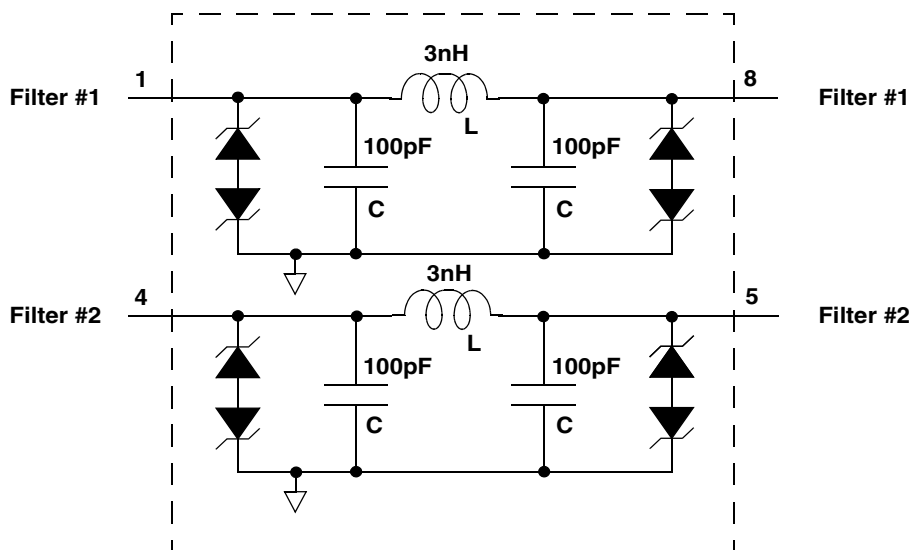 3nH
1
8
Filter #1
Filter #1
L
100pF
100pF
C
C
3nH
4
5
Filter #2
Filter #2
L
100pF
100pF
C
C